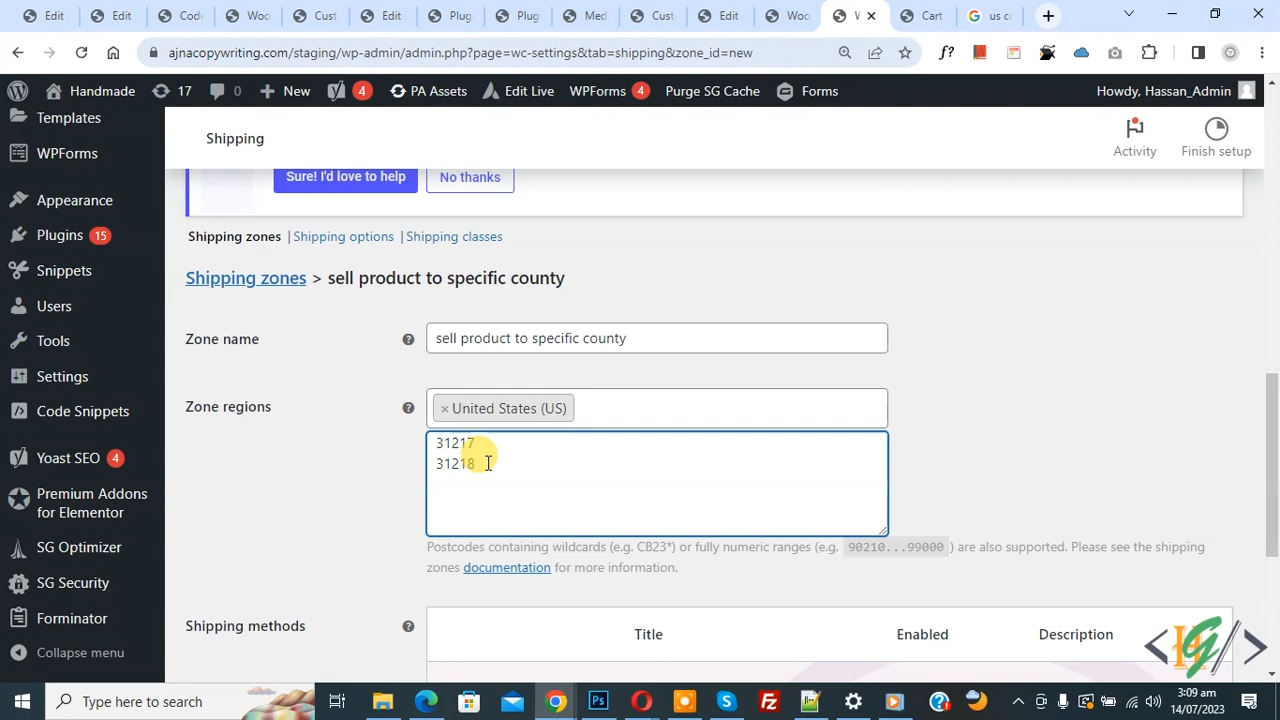 Edit
Edit
Code
Woo
Cust
Edit
Plug
Plug
Med
Cust
Edit
Woo
W
Cart
us co
ajnacopywriting.com/staging/wp-admin/admin.php?page=wc-settings&tab=shipping&zone_id=new
f?
Handmade
17
0
New
4
PA Assets
Edit Live
WPForms 4
Purge SG Cache
Forms
Howdy, Hassan_Admin
Templates
WPForms
Appearance
Plugins 15
Snippets
Users
Tools
Settings
Code Snippets
Yoast SEO 4
Premium Addons
for Elementor
SG Optimizer
SG Security
Forminator
Collapse menu
Shipping
Activity
Finish setup
Sure! I'd love to help
No thanks
Shipping zones | Shipping options | Shipping classes
Shipping zones > sell product to specific county
Zone name
sell product to specific county
Zone regions
× United States (US)
31217
31218
Postcodes containing wildcards (e.g. CB23*) or fully numeric ranges (e.g. 90210...99000 ) are also supported. Please see the shipping
zones documentation for more information.
Shipping methods
Title
Enabled
Description
Type here to search
3:09 am
14/07/2023